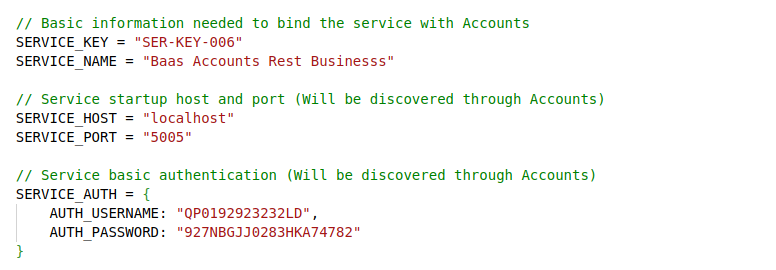 // Basic information needed to bind the service with Accounts
SERVICE_KEY = "SER-KEY-006"
SERVICE_NAME = "Baas Accounts Rest Businesss"
// Service startup host and port (Will be discovered through Accounts)
SERVICE_HOST = "localhost"
SERVICE_PORT = "5005"
// Service basic authentication (Will be discovered through Accounts)
SERVICE_AUTH = {
    AUTH_USERNAME: "QP0192923232LD",
    AUTH_PASSWORD: "927NBGJJ0283HKA74782"
}